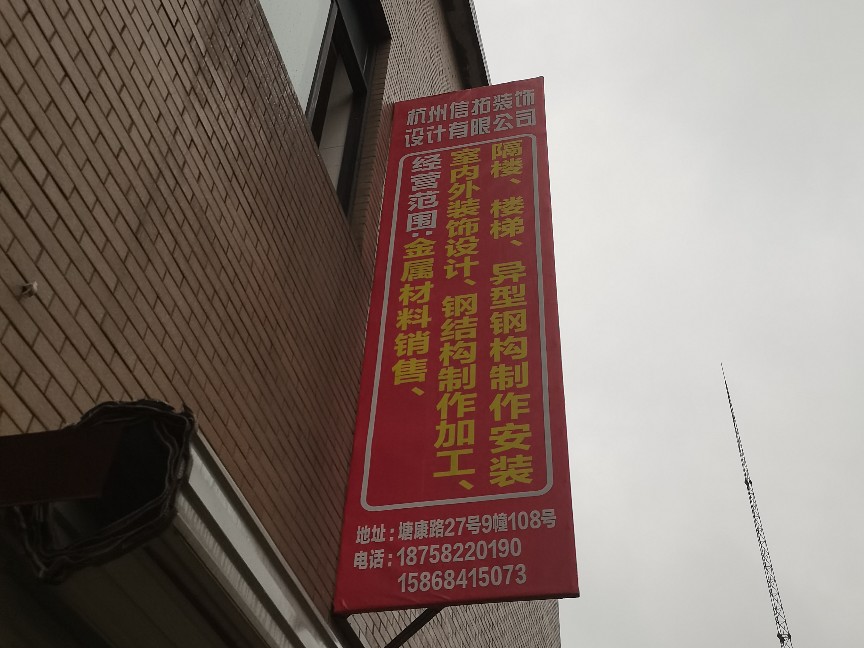 杭州信拓装饰
设计有限公司
经营范围:金属材料销售、
室内外装饰设计、钢结构制作加工、
隔楼、楼梯、异型钢构制作安装
地址:塘康路27号9幢108号
电话:18758220190
15868415073